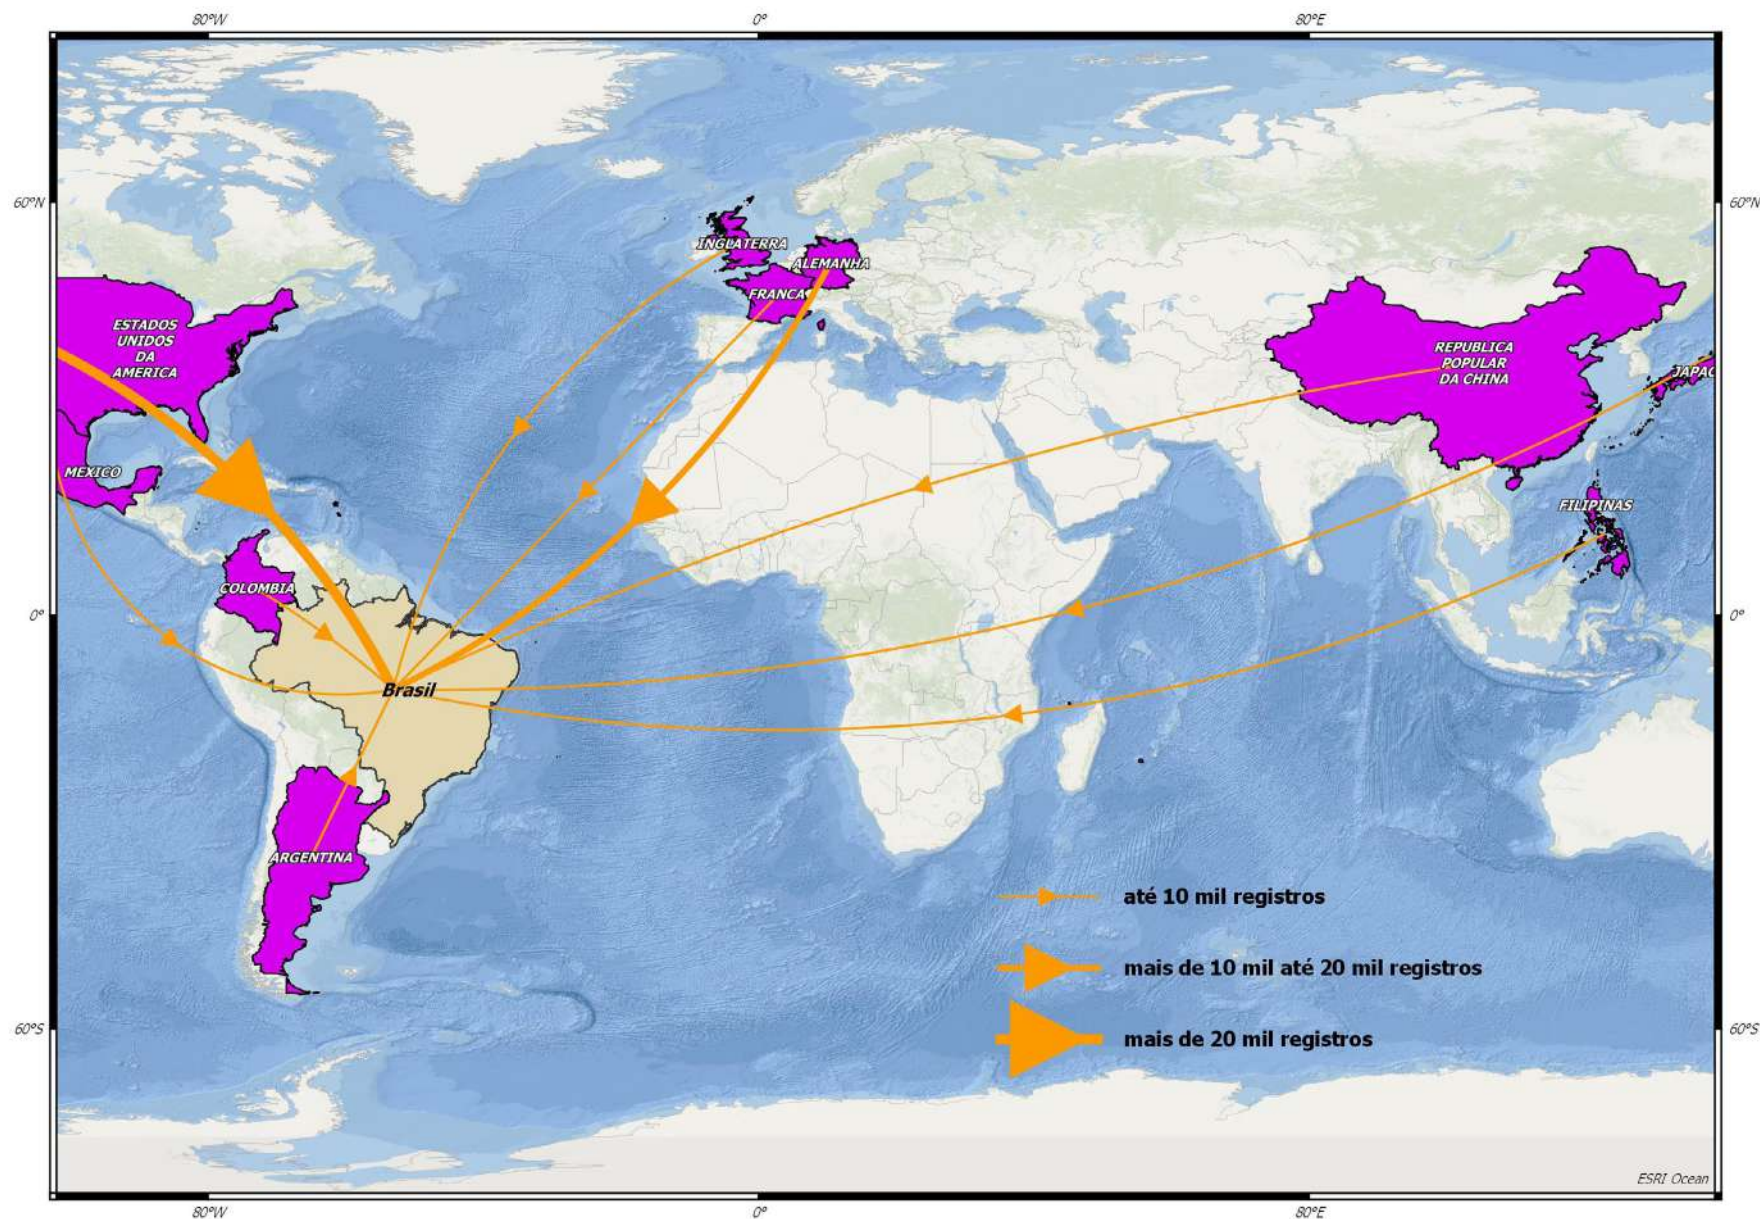 80°W 0° 80°E
60°N 60°N
INGLATERRA
ALEMANHA
FRANCA
ESTADOS
UNIDOS
DA
AMERICA
REPUBLICA
POPULAR
DA CHINA
JAPAO
MEXICO
FILIPINAS
COLOMBIA
0° 0°
Brasil
ARGENTINA
até 10 mil registros
mais de 10 mil até 20 mil registros
60°S 60°S
mais de 20 mil registros
ESRI Ocean
80°W 0° 80°E